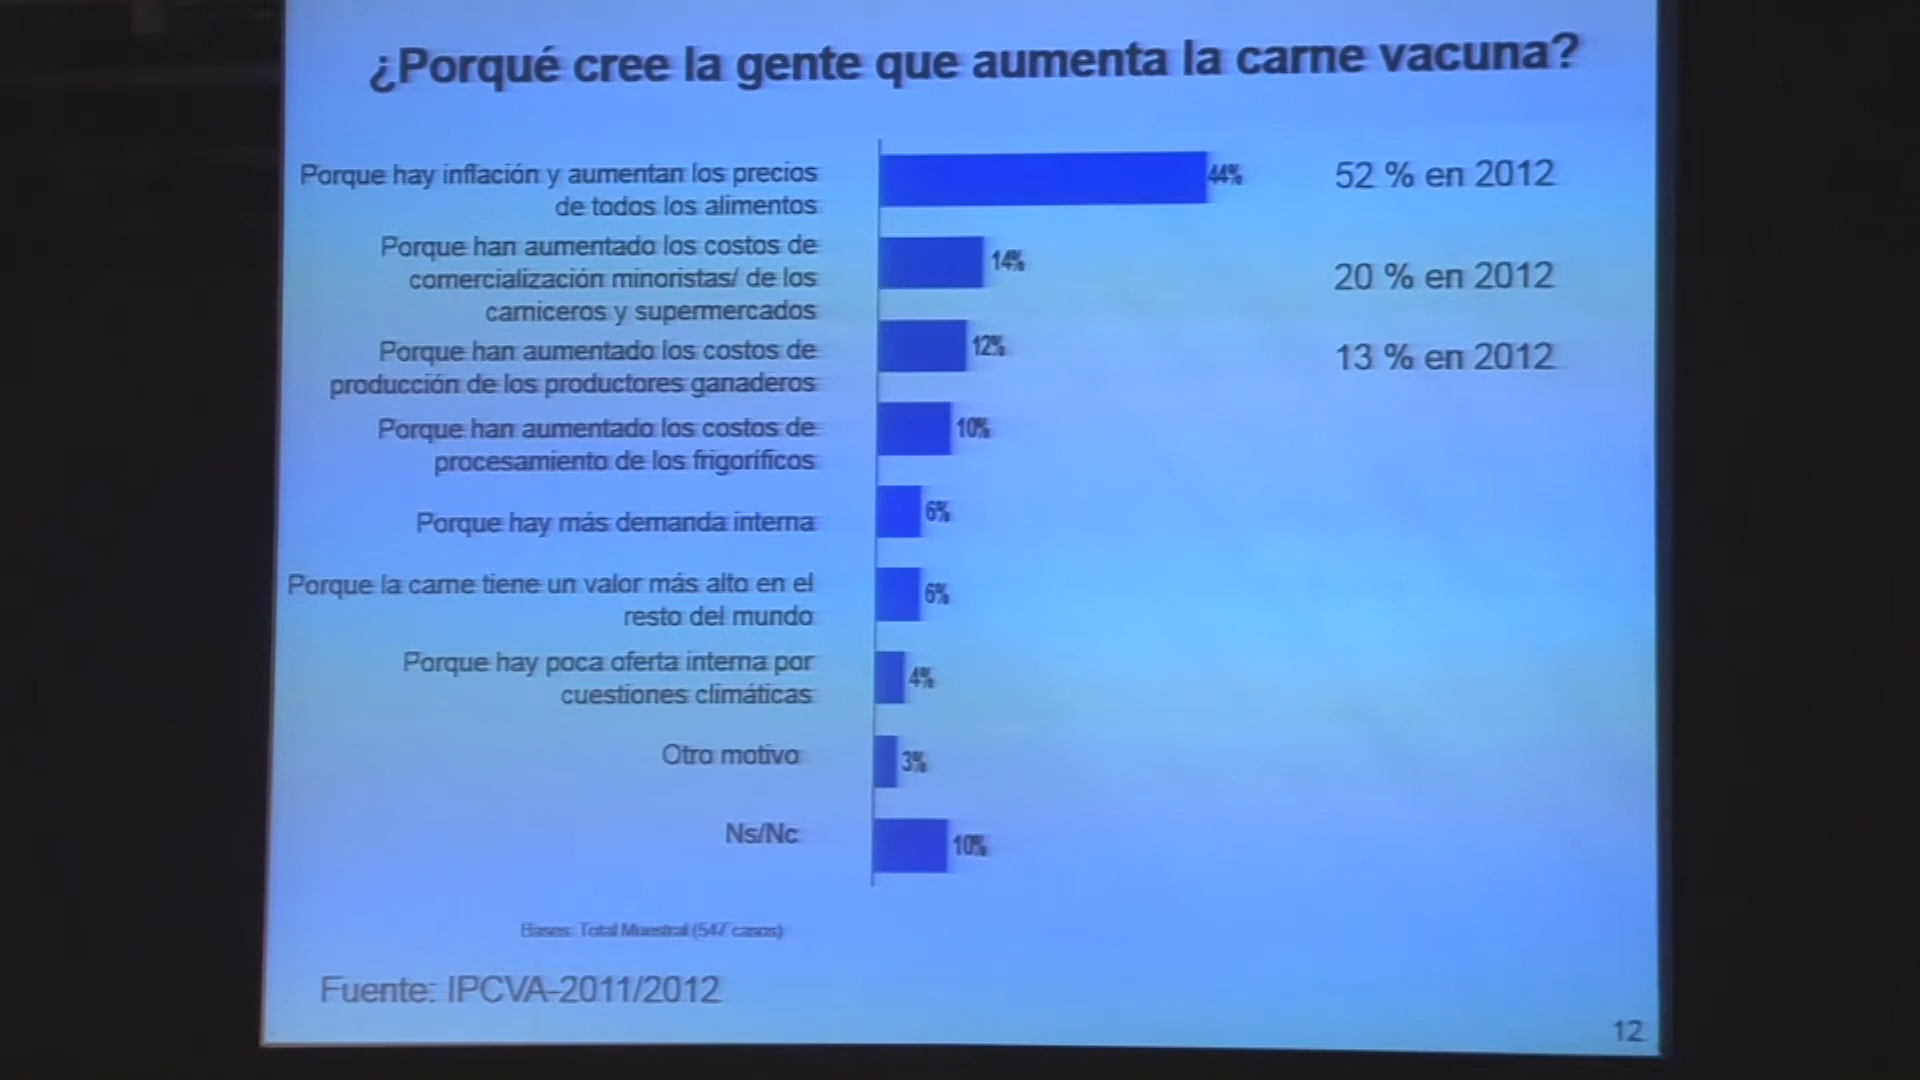 ¿Porqué cree la gente que aumenta la carne vacuna?
Porque hay inflación y aumentan los precios
de todos los alimentos
44%
52 % en 2012
Porque han aumentado los costos de
comercialización minoristas/ de los
carniceros y supermercados
14%
20 % en 2012
Porque han aumentado los costos de
producción de los productores ganaderos
12%
13 % en 2012
Porque han aumentado los costos de
procesamiento de los frigoríficos
10%
Porque hay más demanda interna
6%
Porque la carne tiene un valor más alto en el
resto del mundo
6%
Porque hay poca oferta interna por
cuestiones climáticas
4%
Otro motivo
3%
Ns/Nc
10%
Bases: Total Muestral (547 casos)
Fuente: IPCVA-2011/2012
12